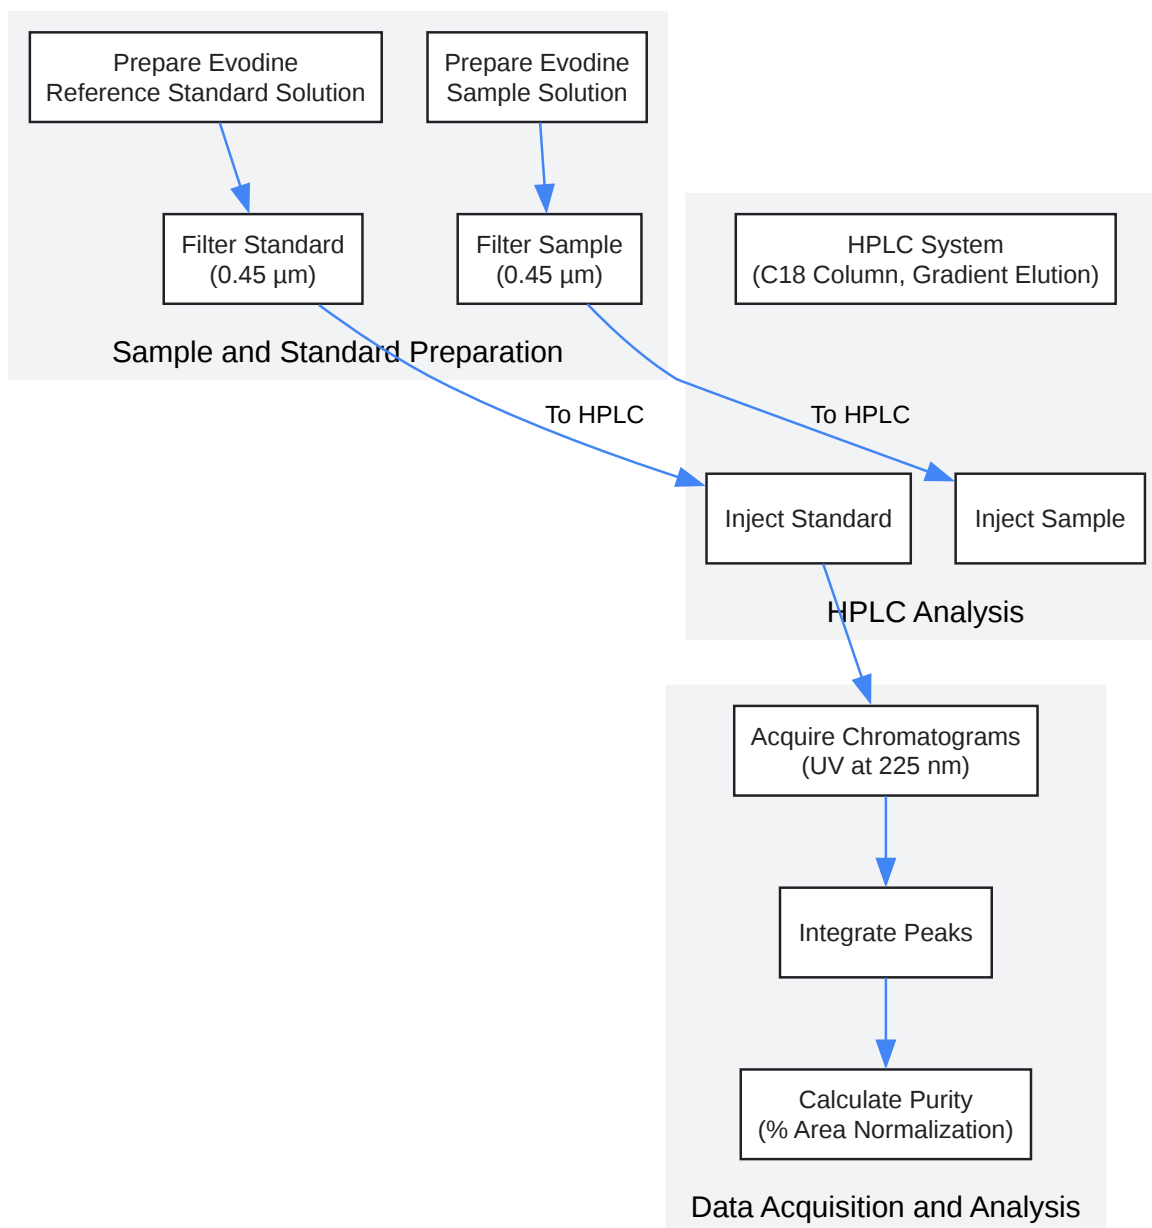 Prepare Evodine
Reference Standard Solution
Prepare Evodine
Sample Solution
Filter Standard
(0.45 µm)
Filter Sample
(0.45 µm)
Sample and Standard Preparation
HPLC System
(C18 Column, Gradient Elution)
To HPLC
To HPLC
Inject Standard
Inject Sample
HPLC Analysis
Acquire Chromatograms
(UV at 225 nm)
Integrate Peaks
Calculate Purity
(% Area Normalization)
Data Acquisition and Analysis